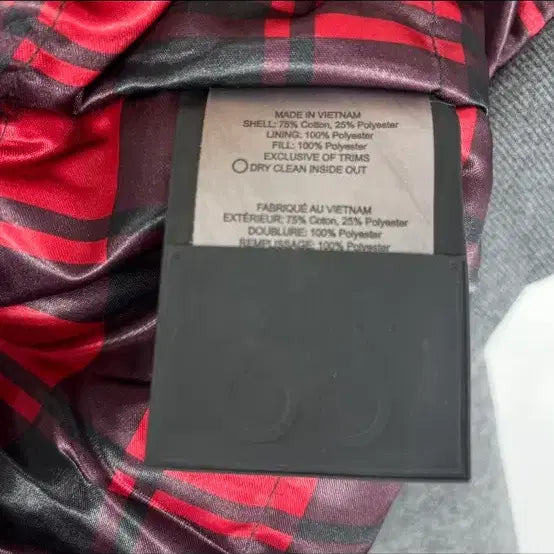 MADE IN VIETNAM
SHELL: 75% Cotton, 25% Polyester
LINING: 100% Polyester
FILL: 100% Polyester
EXCLUSIVE OF TRIMS
DRY CLEAN INSIDE OUT
FABRIQUÉ AU VIETNAM
EXTÉRIEUR: 75% Coton, 25% Polyester
DOUBLURE: 100% Polyester
REMPLISSAGE: 100% Polyester